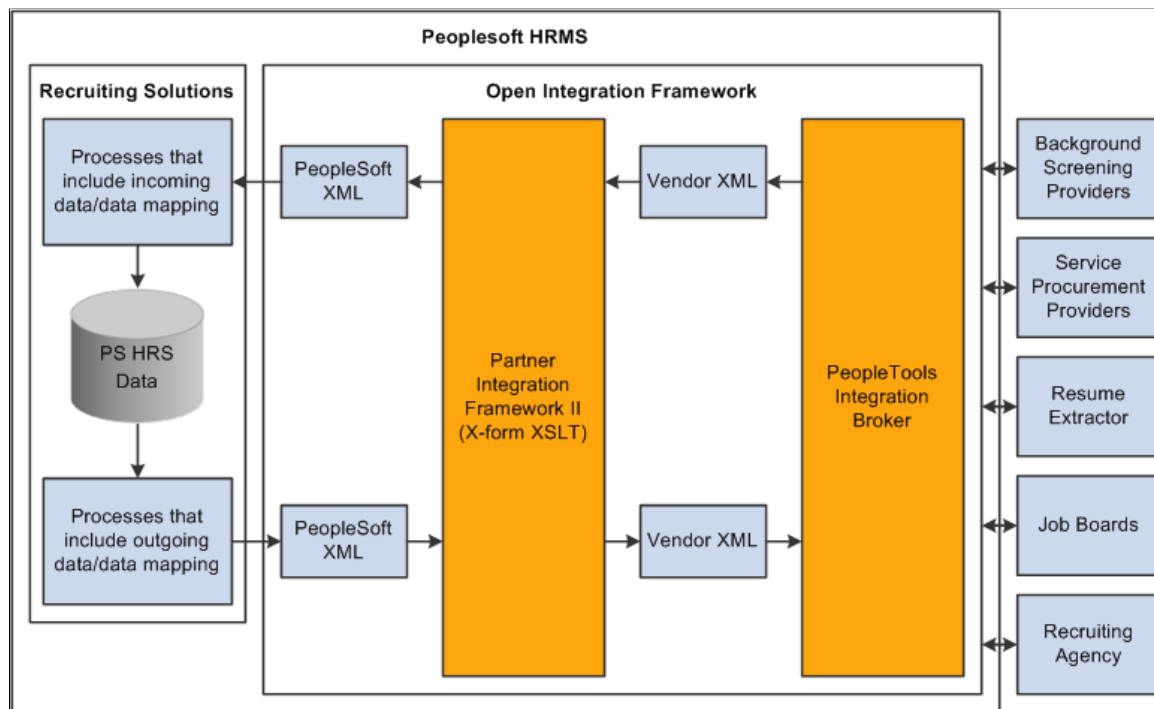 Peoplesoft HRMS
Recruiting Solutions
Processes that
include incoming
data/data mapping
PS HRS
Data
Processes that
include outgoing
data/data mapping
Open Integration Framework
PeopleSoft
XML
PeopleSoft
XML
Partner
Integration
Framework II
(X-form XSLT)
Vendor XML
Vendor XML
PeopleTools
Integration
Broker
Background
Screening
Providers
Service
Procurement
Providers
Resume
Extractor
Job Boards
Recruiting
Agency